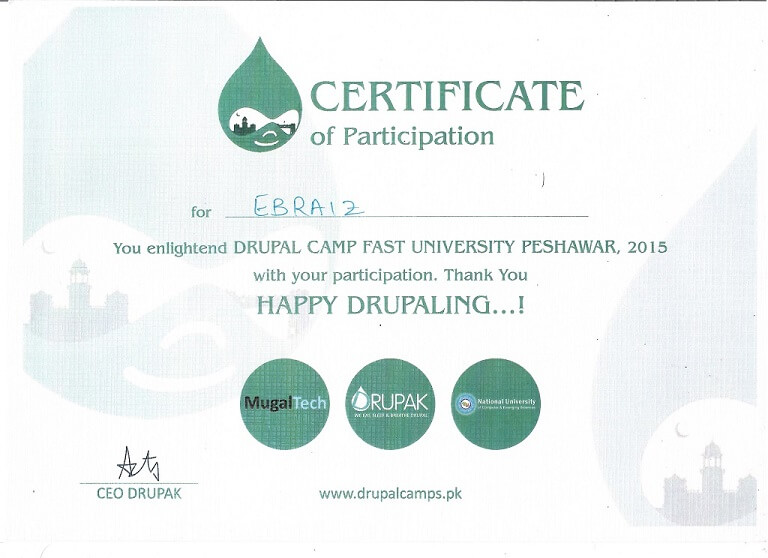 CERTIFICATE
of Participation
for EBRAIZ
You enlightend DRUPAL CAMP FAST UNIVERSITY PESHAWAR, 2015
with your participation. Thank You
HAPPY DRUPALING...!
MugalTech
DRUPAK
WE EAT, SLEEP & BREATHE DRUPAL
National University
of Computer & Emerging Sciences
CEO DRUPAK
www.drupalcamps.pk